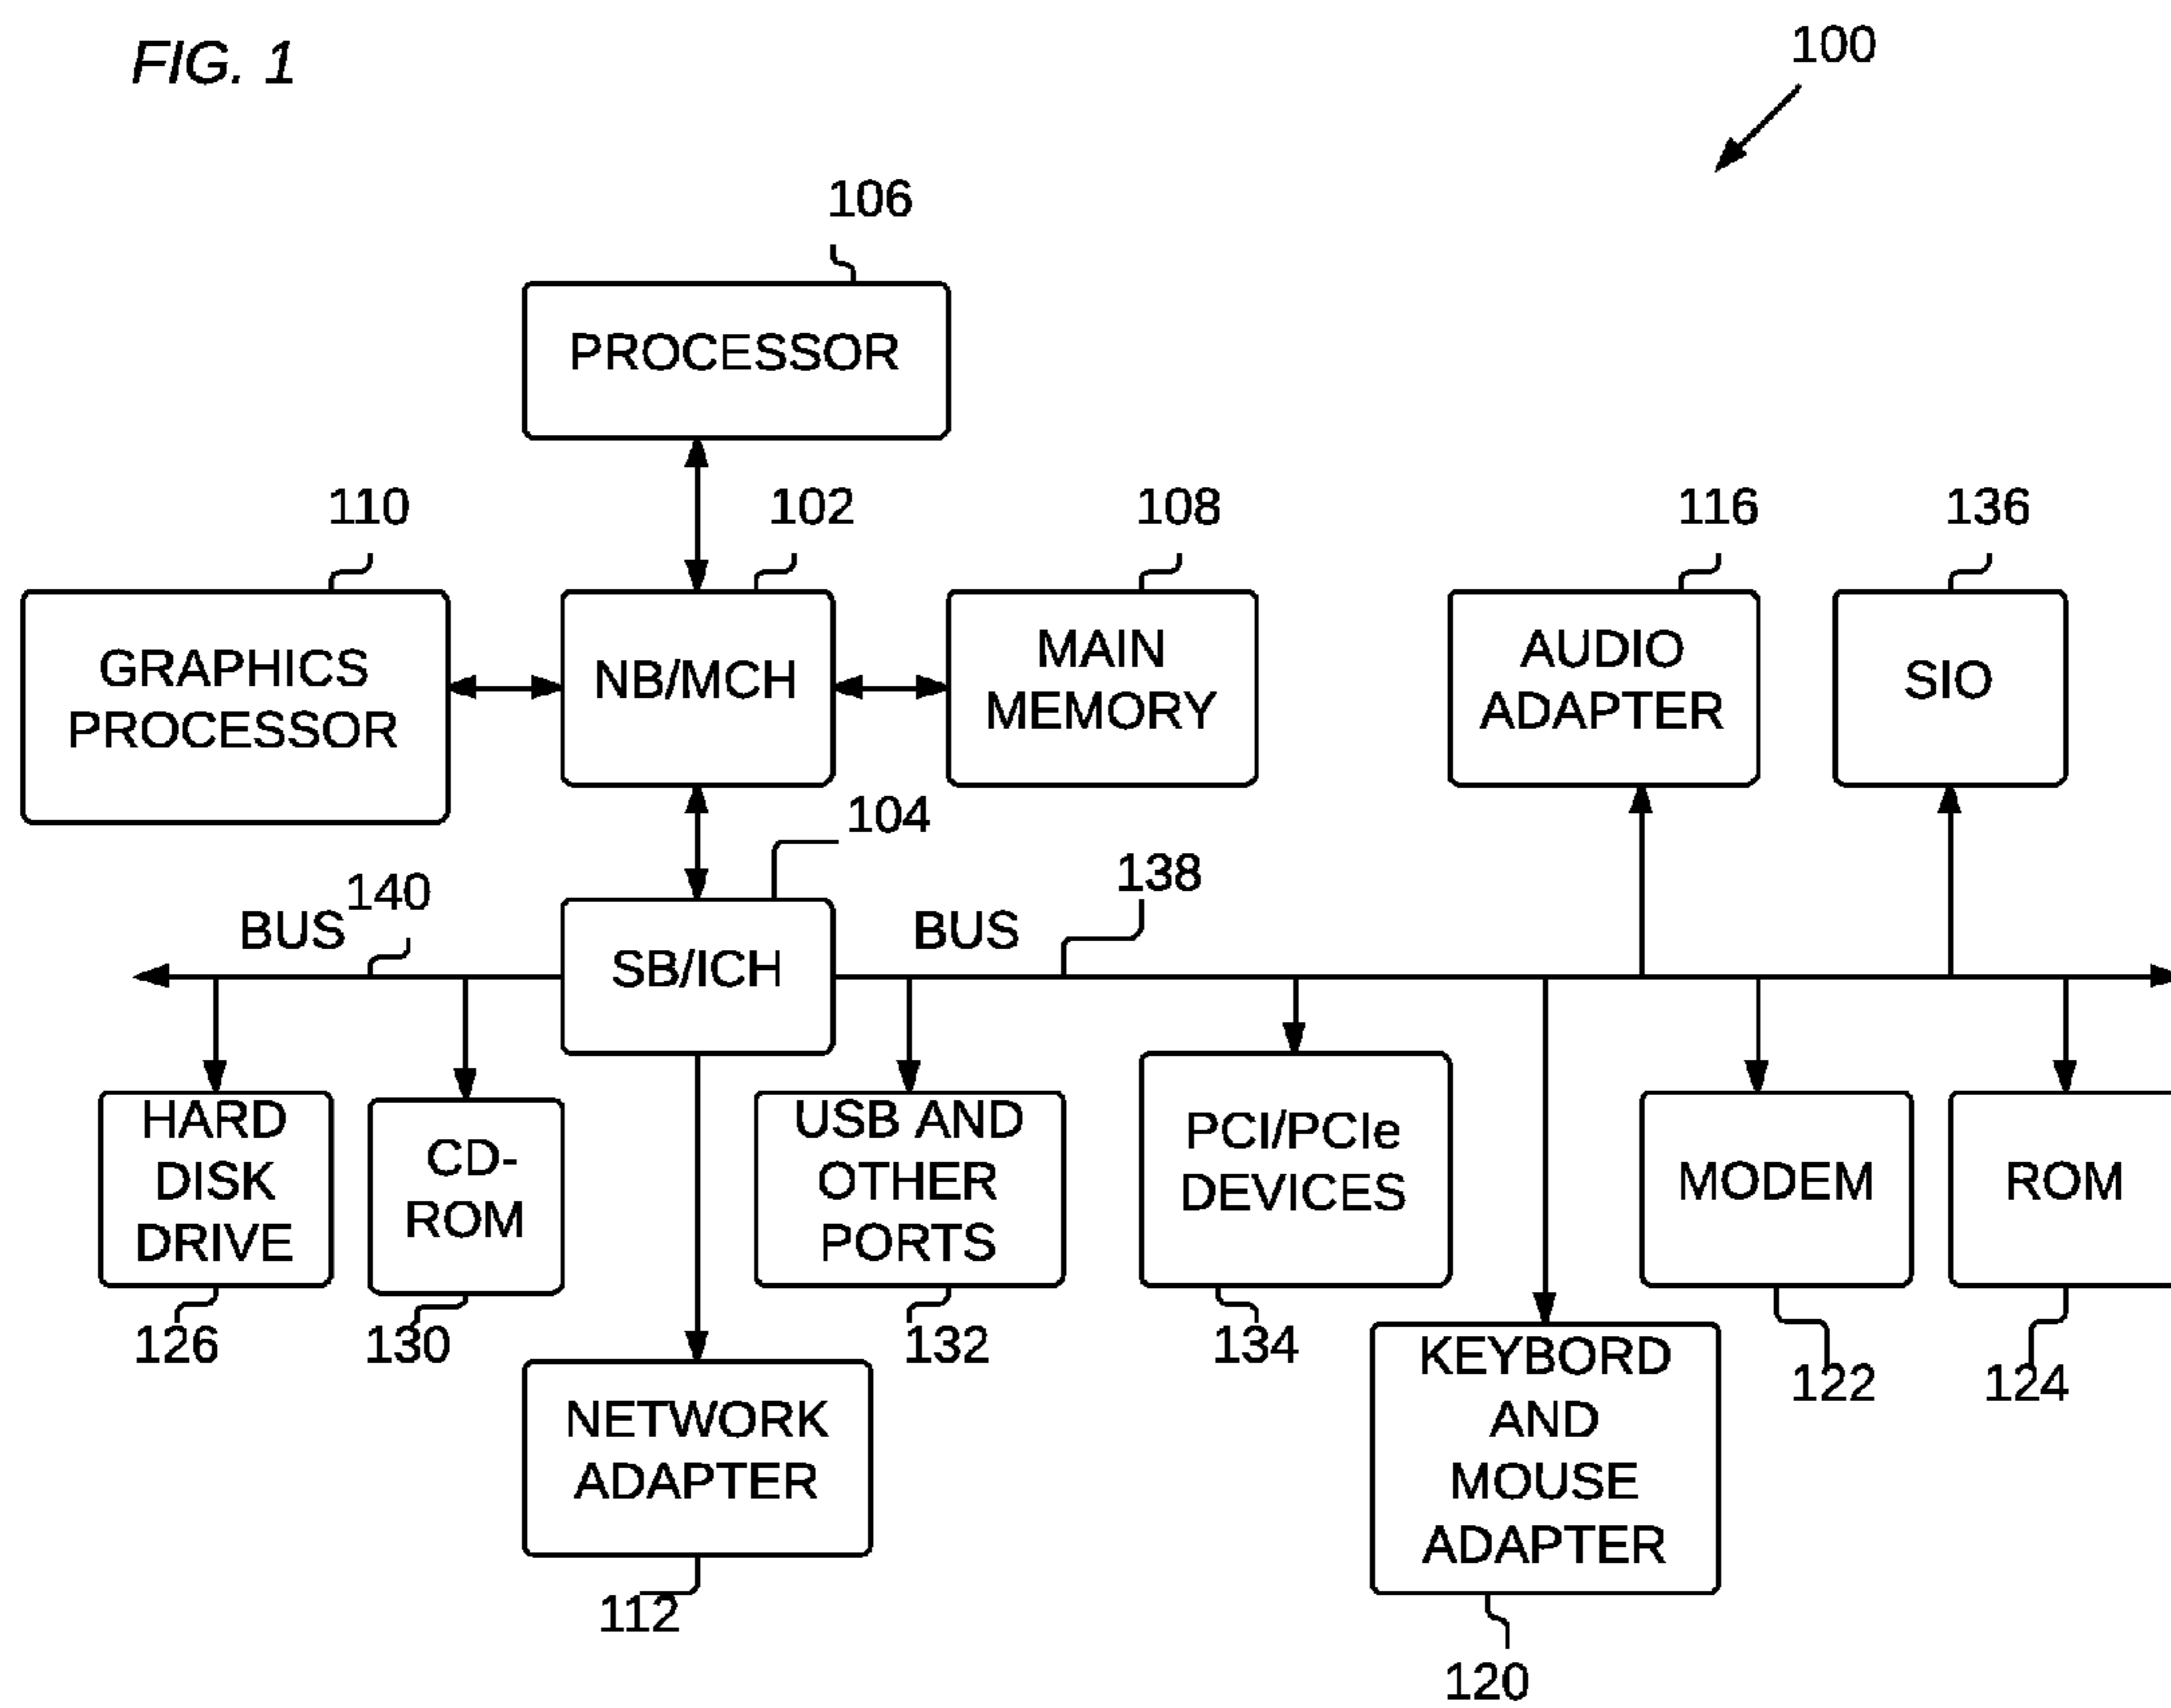 FIG. 1
100
106
PROCESSOR
110
102
108
116
136
GRAPHICS
PROCESSOR
NB/MCH
MAIN
MEMORY
AUDIO
ADAPTER
SIO
104
138
140
BUS
BUS
SB/ICH
HARD
DISK
DRIVE
CD-
ROM
USB AND
OTHER
PORTS
PCI/PCIe
DEVICES
MODEM
ROM
126
130
132
134
122
124
NETWORK
ADAPTER
KEYBORD
AND
MOUSE
ADAPTER
112
120